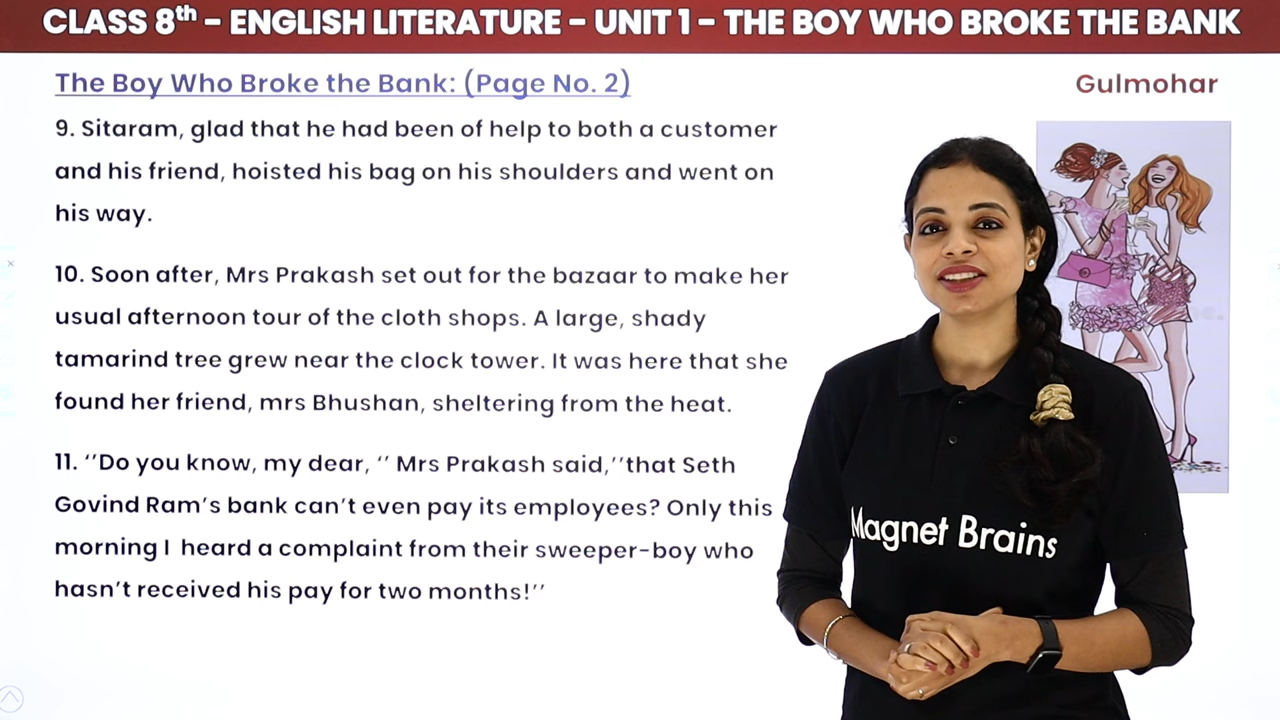 CLASS 8th - ENGLISH LITERATURE - UNIT 1 - THE BOY WHO BROKE THE BANK
The Boy Who Broke the Bank: (Page No. 2)
Gulmohar
9. Sitaram, glad that he had been of help to both a customer
and his friend, hoisted his bag on his shoulders and went on
his way.
10. Soon after, Mrs Prakash set out for the bazaar to make her
usual afternoon tour of the cloth shops. A large, shady
tamarind tree grew near the clock tower. It was here that she
found her friend, mrs Bhushan, sheltering from the heat.
11. ‘’Do you know, my dear, ‘’ Mrs Prakash said,’’that Seth
Govind Ram’s bank can’t even pay its employees? Only this
morning I heard a complaint from their sweeper-boy who
hasn’t received his pay for two months!’’
Magnet Brains